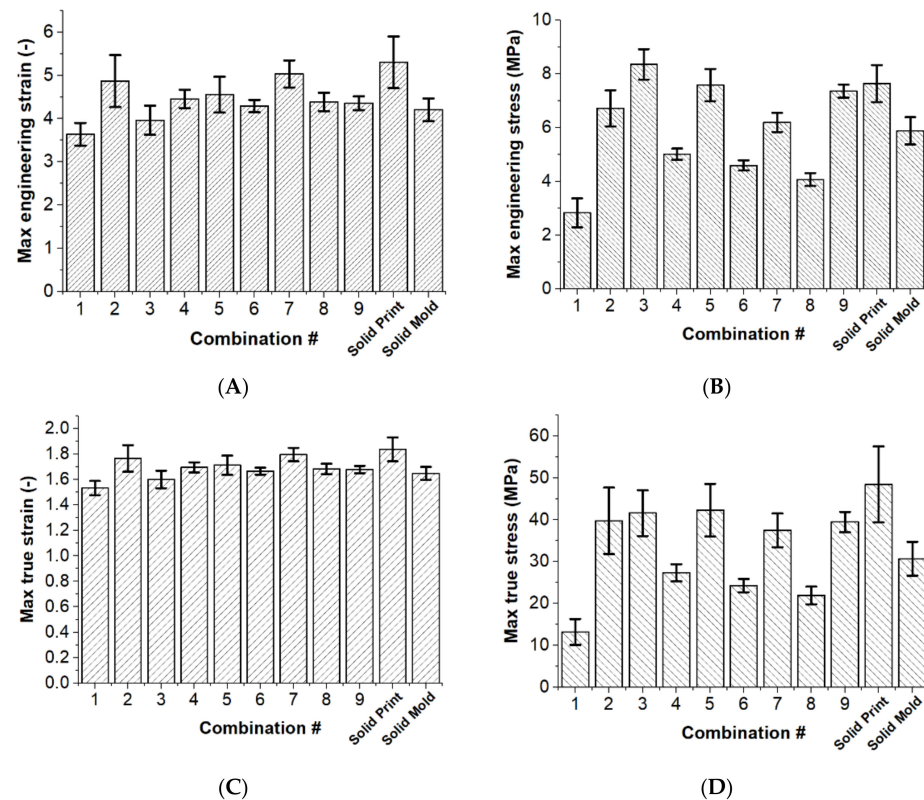 Max engineering strain (-)
6
5
4
3
2
1
0
1 2 3 4 5 6 7 8 9 Solid Print Solid Mold
Combination #
(A)
Max engineering stress (MPa)
10
8
6
4
2
0
1 2 3 4 5 6 7 8 9 Solid Print Solid Mold
Combination #
(B)
Max true strain (-)
2.0
1.8
1.6
1.4
1.2
1.0
0.8
0.6
0.4
0.2
0.0
1 2 3 4 5 6 7 8 9 Solid Print Solid Mold
Combination #
(C)
Max true stress (MPa)
60
50
40
30
20
10
0
1 2 3 4 5 6 7 8 9 Solid Print Solid Mold
Combination #
(D)